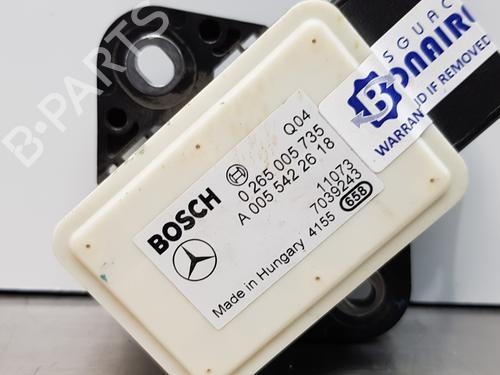 B-PARTS
DESGUACE
BONAIRE
WARRANTY VOID IF REMOVED
Q04
0 265 005 735
A 005 542 26 18
BOSCH
11073
7039243
Made in Hungary 4155 658